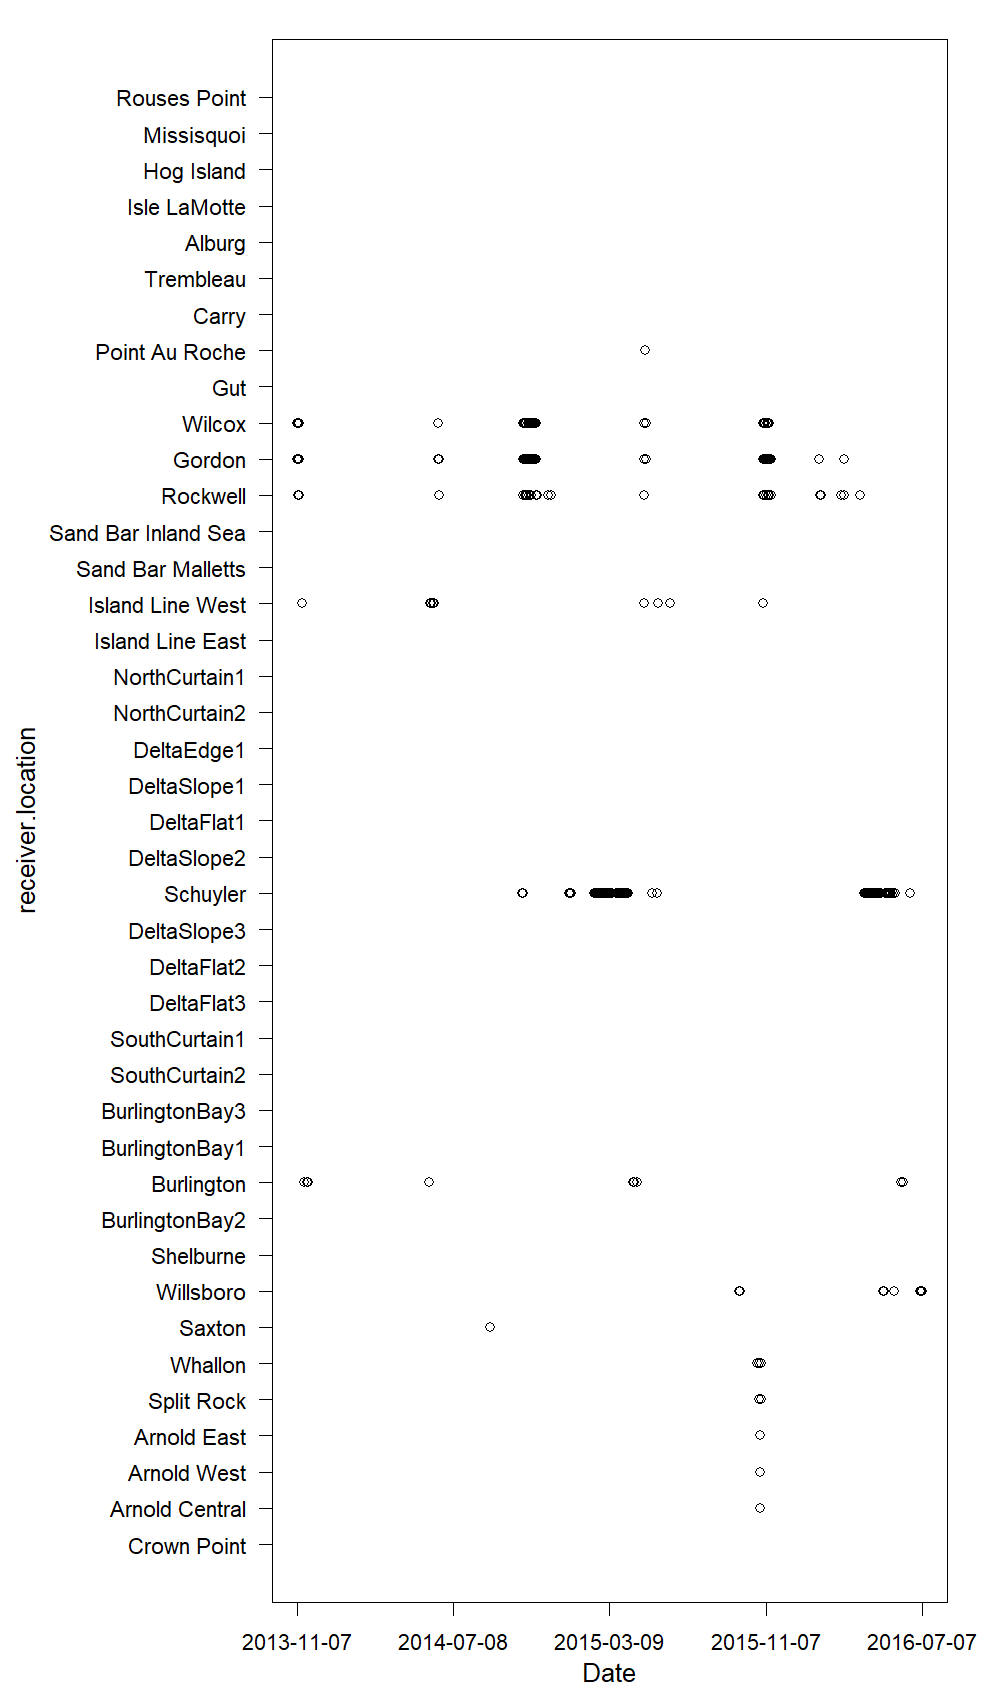 Rouses Point
Missisquoi
Hog Island
Isle LaMotte
Alburg
Trembleau
Carry
Point Au Roche
Gut
Wilcox
Gordon
Rockwell
Sand Bar Inland Sea
Sand Bar Malletts
Island Line West
Island Line East
NorthCurtain1
NorthCurtain2
DeltaEdge1
DeltaSlope1
DeltaFlat1
DeltaSlope2
Schuyler
DeltaSlope3
DeltaFlat2
DeltaFlat3
SouthCurtain1
SouthCurtain2
BurlingtonBay3
BurlingtonBay1
Burlington
BurlingtonBay2
Shelburne
Willsboro
Saxton
Whallon
Split Rock
Arnold East
Arnold West
Arnold Central
Crown Point
receiver.location
2013-11-07 2014-07-08 2015-03-09 2015-11-07 2016-07-07
Date